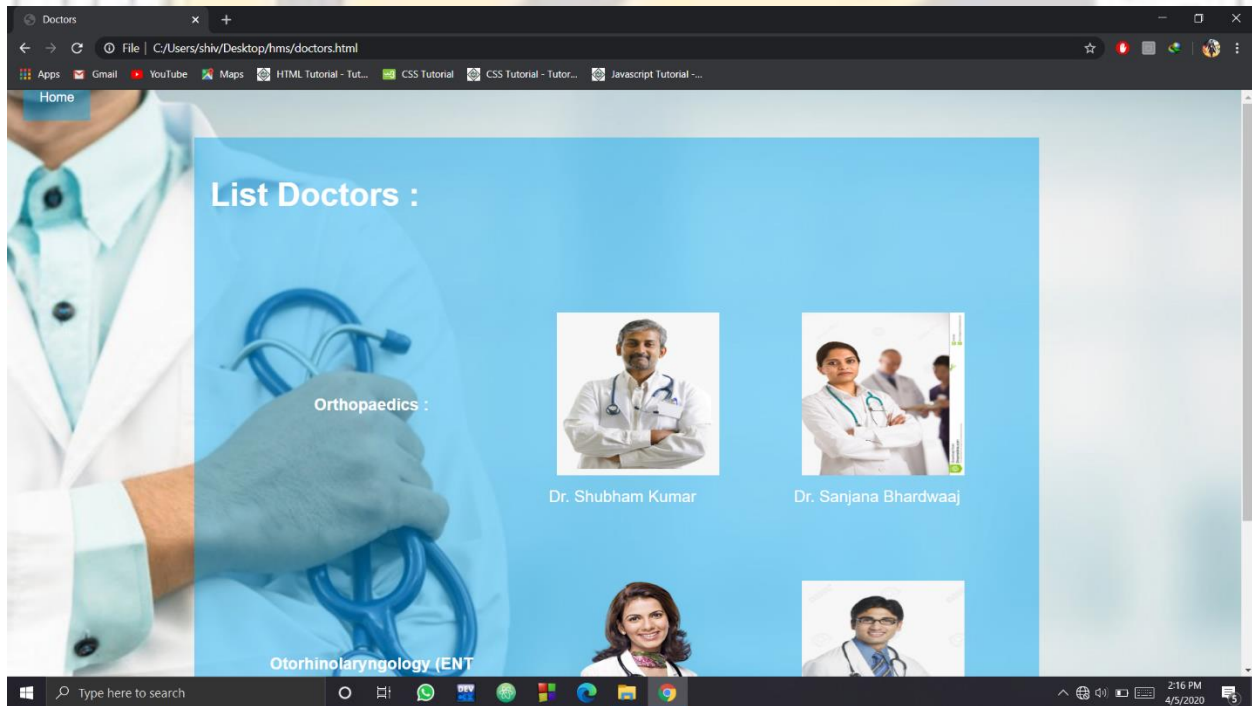 Doctors
File | C:/Users/shiv/Desktop/hms/doctors.html
Apps Gmail YouTube Maps HTML Tutorial - Tut... CSS Tutorial CSS Tutorial - Tutor... Javascript Tutorial -...
Home
List Doctors :
Orthopaedics :
Dr. Shubham Kumar Dr. Sanjana Bhardwaaj
Otorhinolaryngology (ENT
Type here to search
DEV
2:16 PM
4/5/2020
5